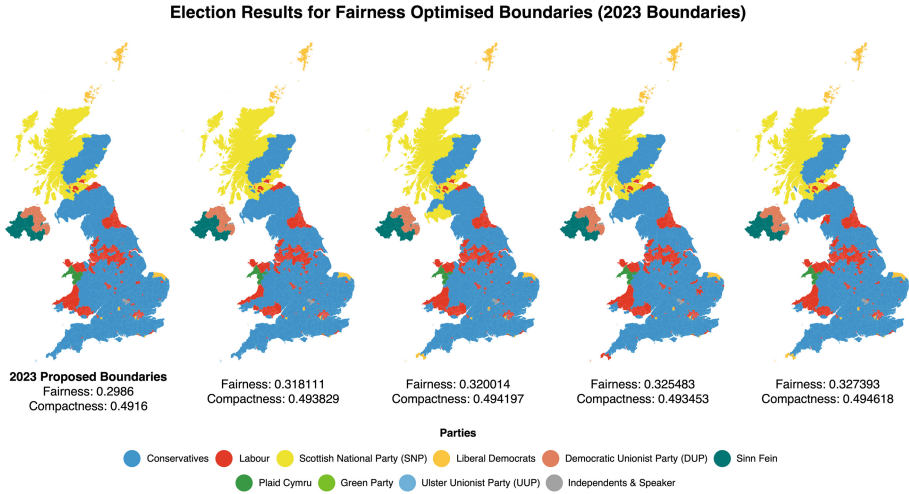 Election Results for Fairness Optimised Boundaries (2023 Boundaries)
2023 Proposed Boundaries
Fairness: 0.2986
Compactness: 0.4916
Fairness: 0.318111
Compactness: 0.493829
Fairness: 0.320014
Compactness: 0.494197
Fairness: 0.325483
Compactness: 0.493453
Fairness: 0.327393
Compactness: 0.494618
Parties
Conservatives Labour Scottish National Party (SNP) Liberal Democrats Democratic Unionist Party (DUP) Sinn Fein
Plaid Cymru Green Party Ulster Unionist Party (UUP) Independents & Speaker